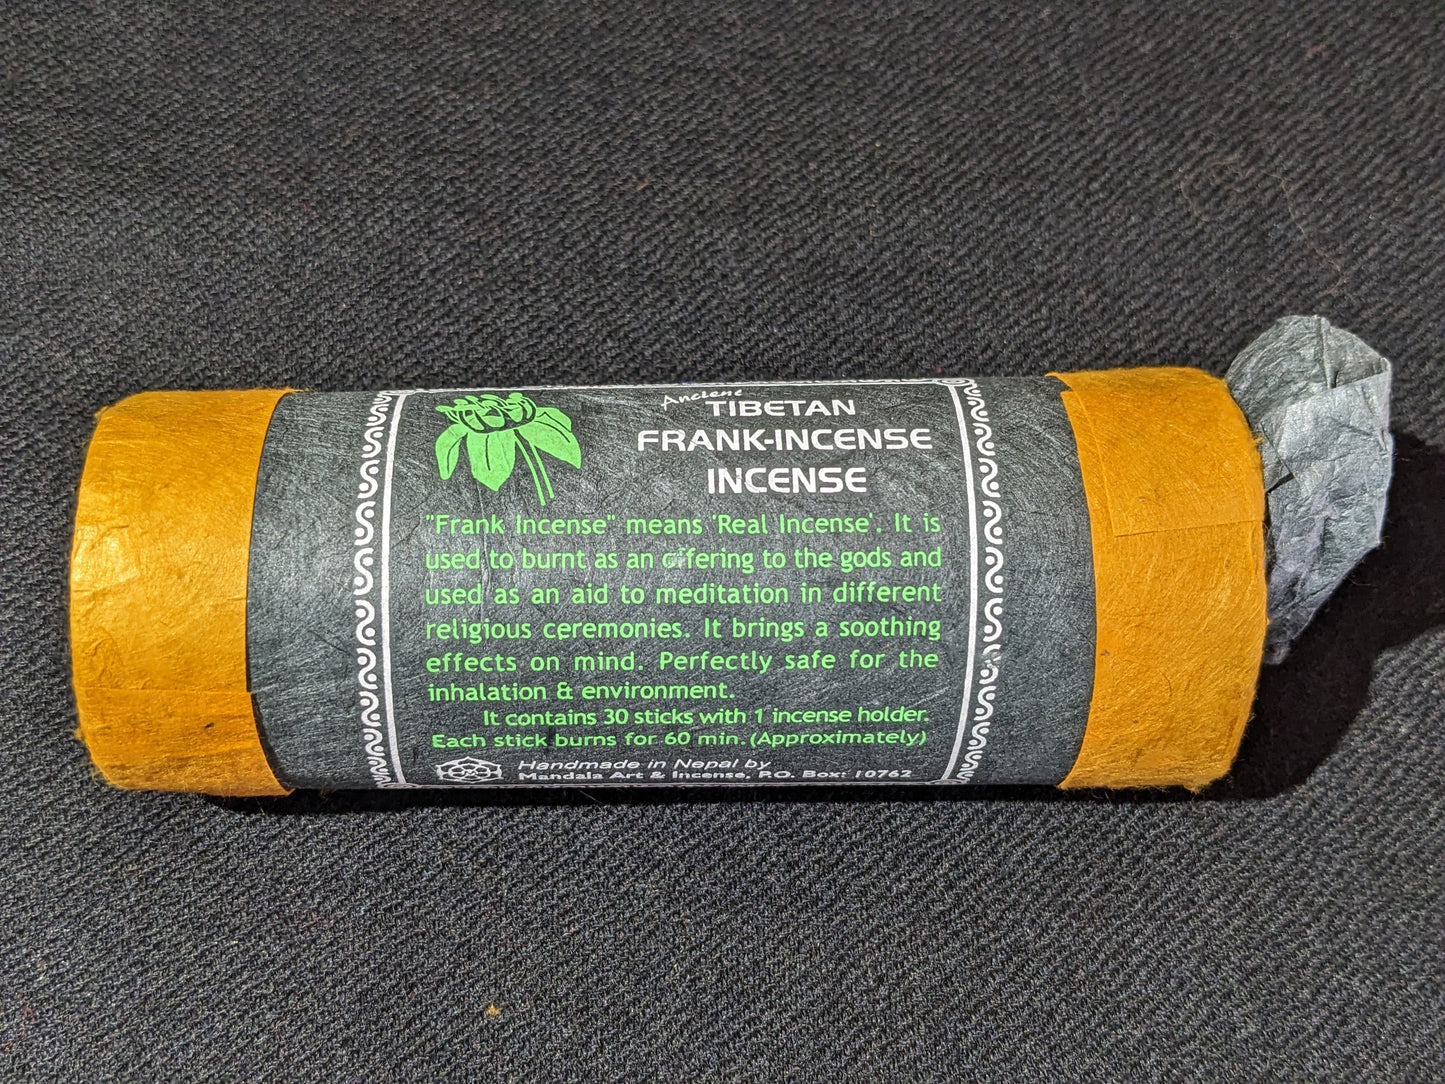 Ancient
TIBETAN
FRANK-INCENSE
INCENSE
"Frank Incense" means 'Real Incense'. It is
used to burnt as an offering to the gods and
used as an aid to meditation in different
religious ceremonies. It brings a soothing
effects on mind. Perfectly safe for the
inhalation & environment.
It contains 30 sticks with 1 incense holder.
Each stick burns for 60 min. (Approximately)
Handmade in Nepal by
Mandala Art & Incense, P.O. Box: 10762